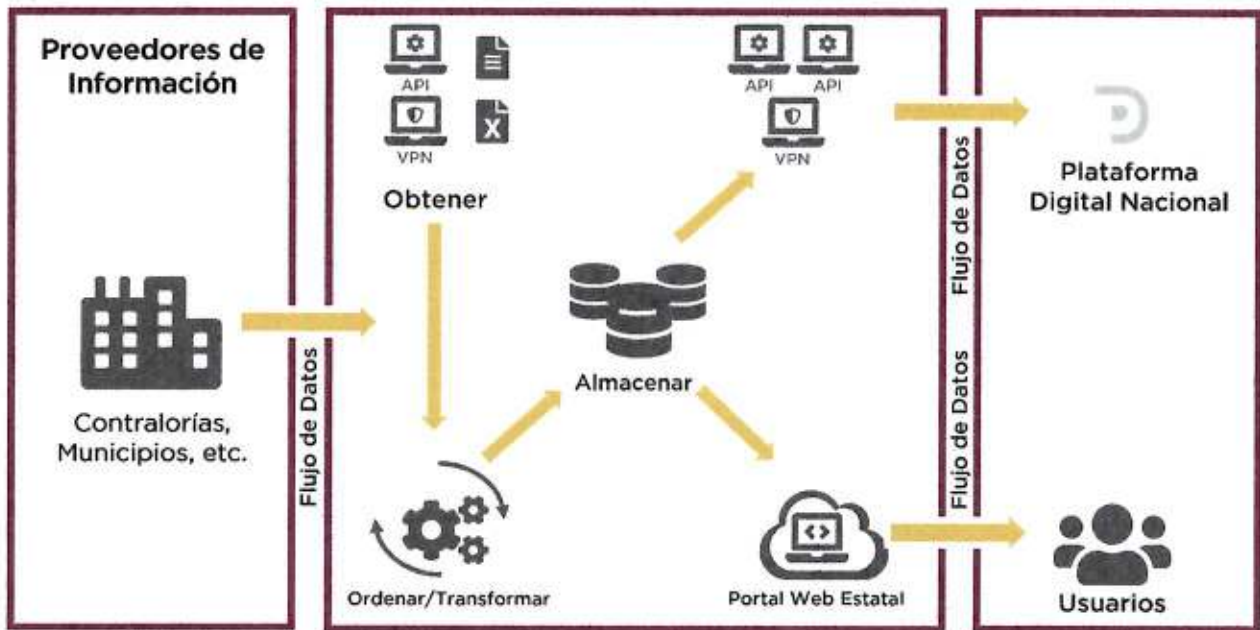 Proveedores de
Información
Contralorías,
Municipios, etc.
Flujo de Datos
API
VPN
X
Obtener
Ordenar/Transformar
Almacenar
API
API
VPN
Portal Web Estatal
Flujo de Datos
Flujo de Datos
Plataforma
Digital Nacional
Usuarios